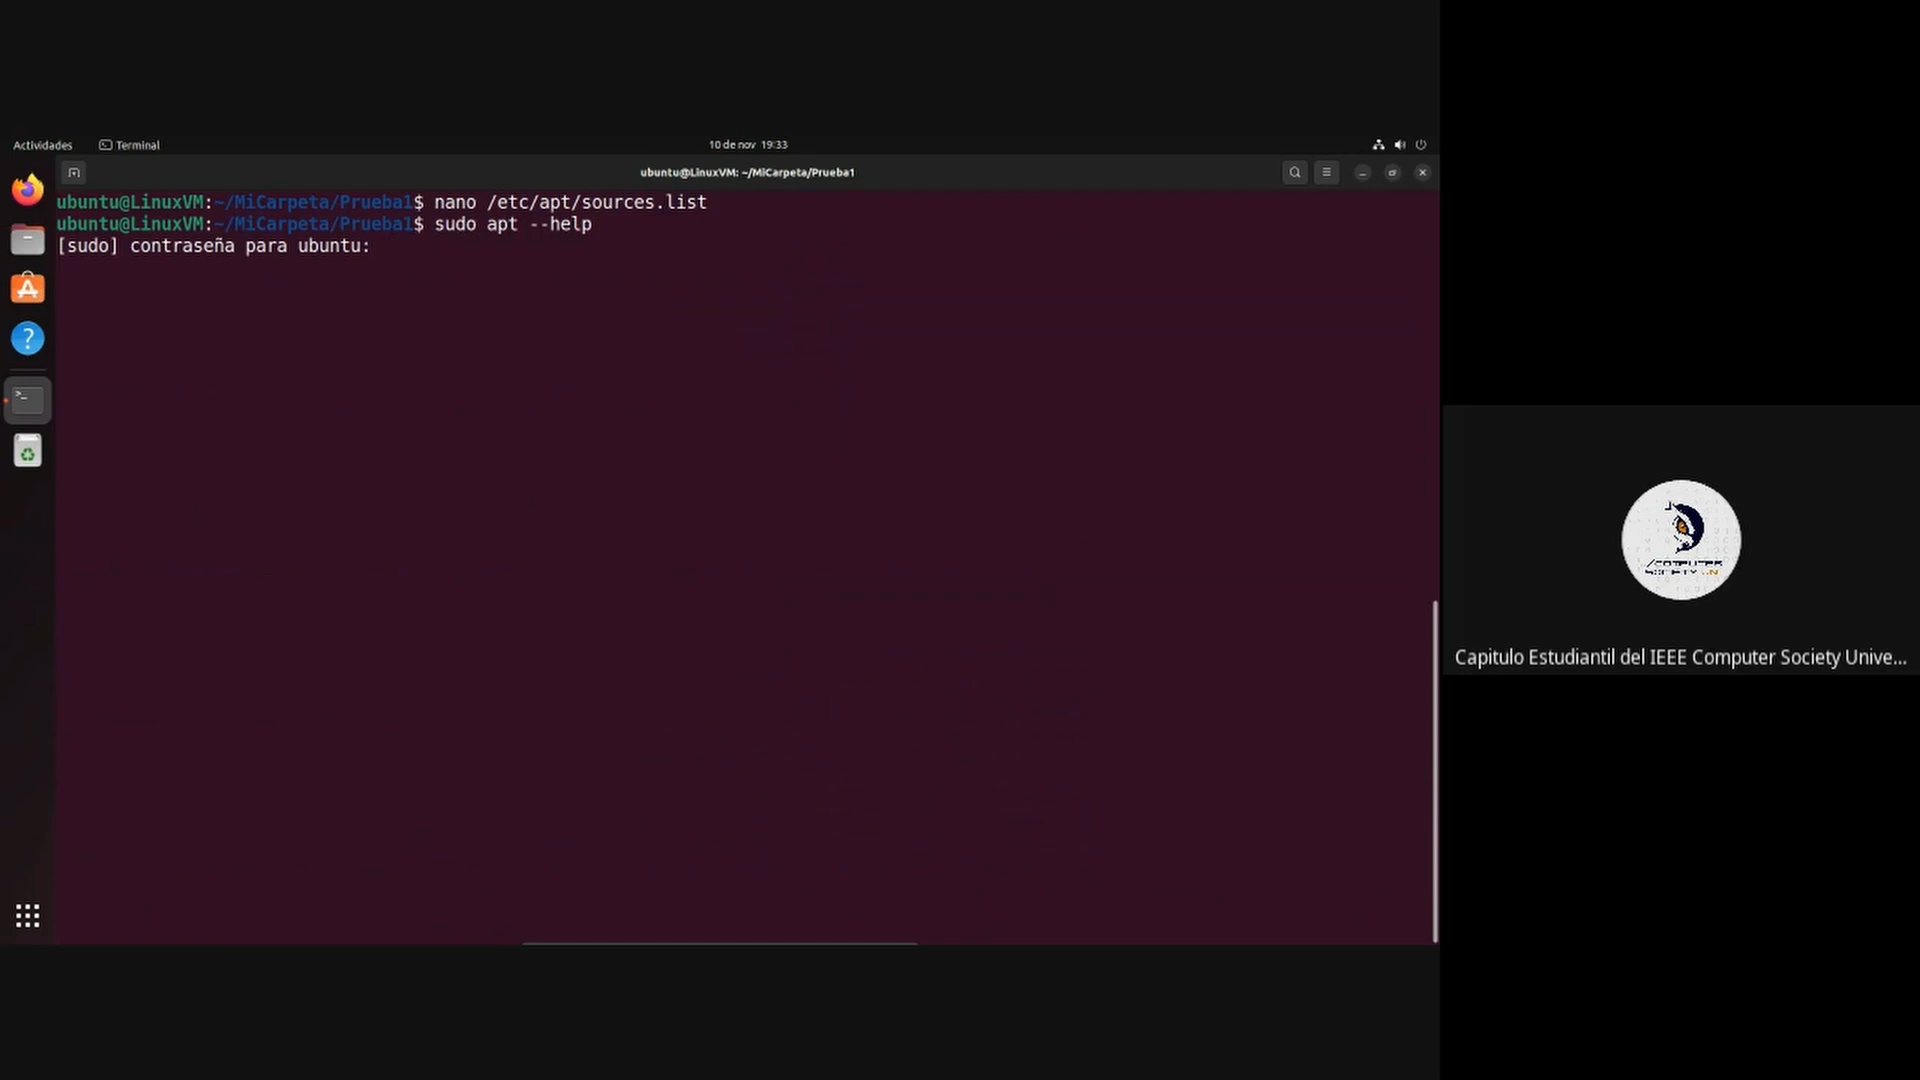 Actividades
Terminal
10 de nov 19:33
ubuntu@LinuxVM: ~/MiCarpeta/Prueba1
ubuntu@LinuxVM:~/MiCarpeta/Prueba1$ nano /etc/apt/sources.list
ubuntu@LinuxVM:~/MiCarpeta/Prueba1$ sudo apt --help
[sudo] contraseña para ubuntu:
COMPUTER
SOCIETY
Capitulo Estudiantil del IEEE Computer Society Unive...